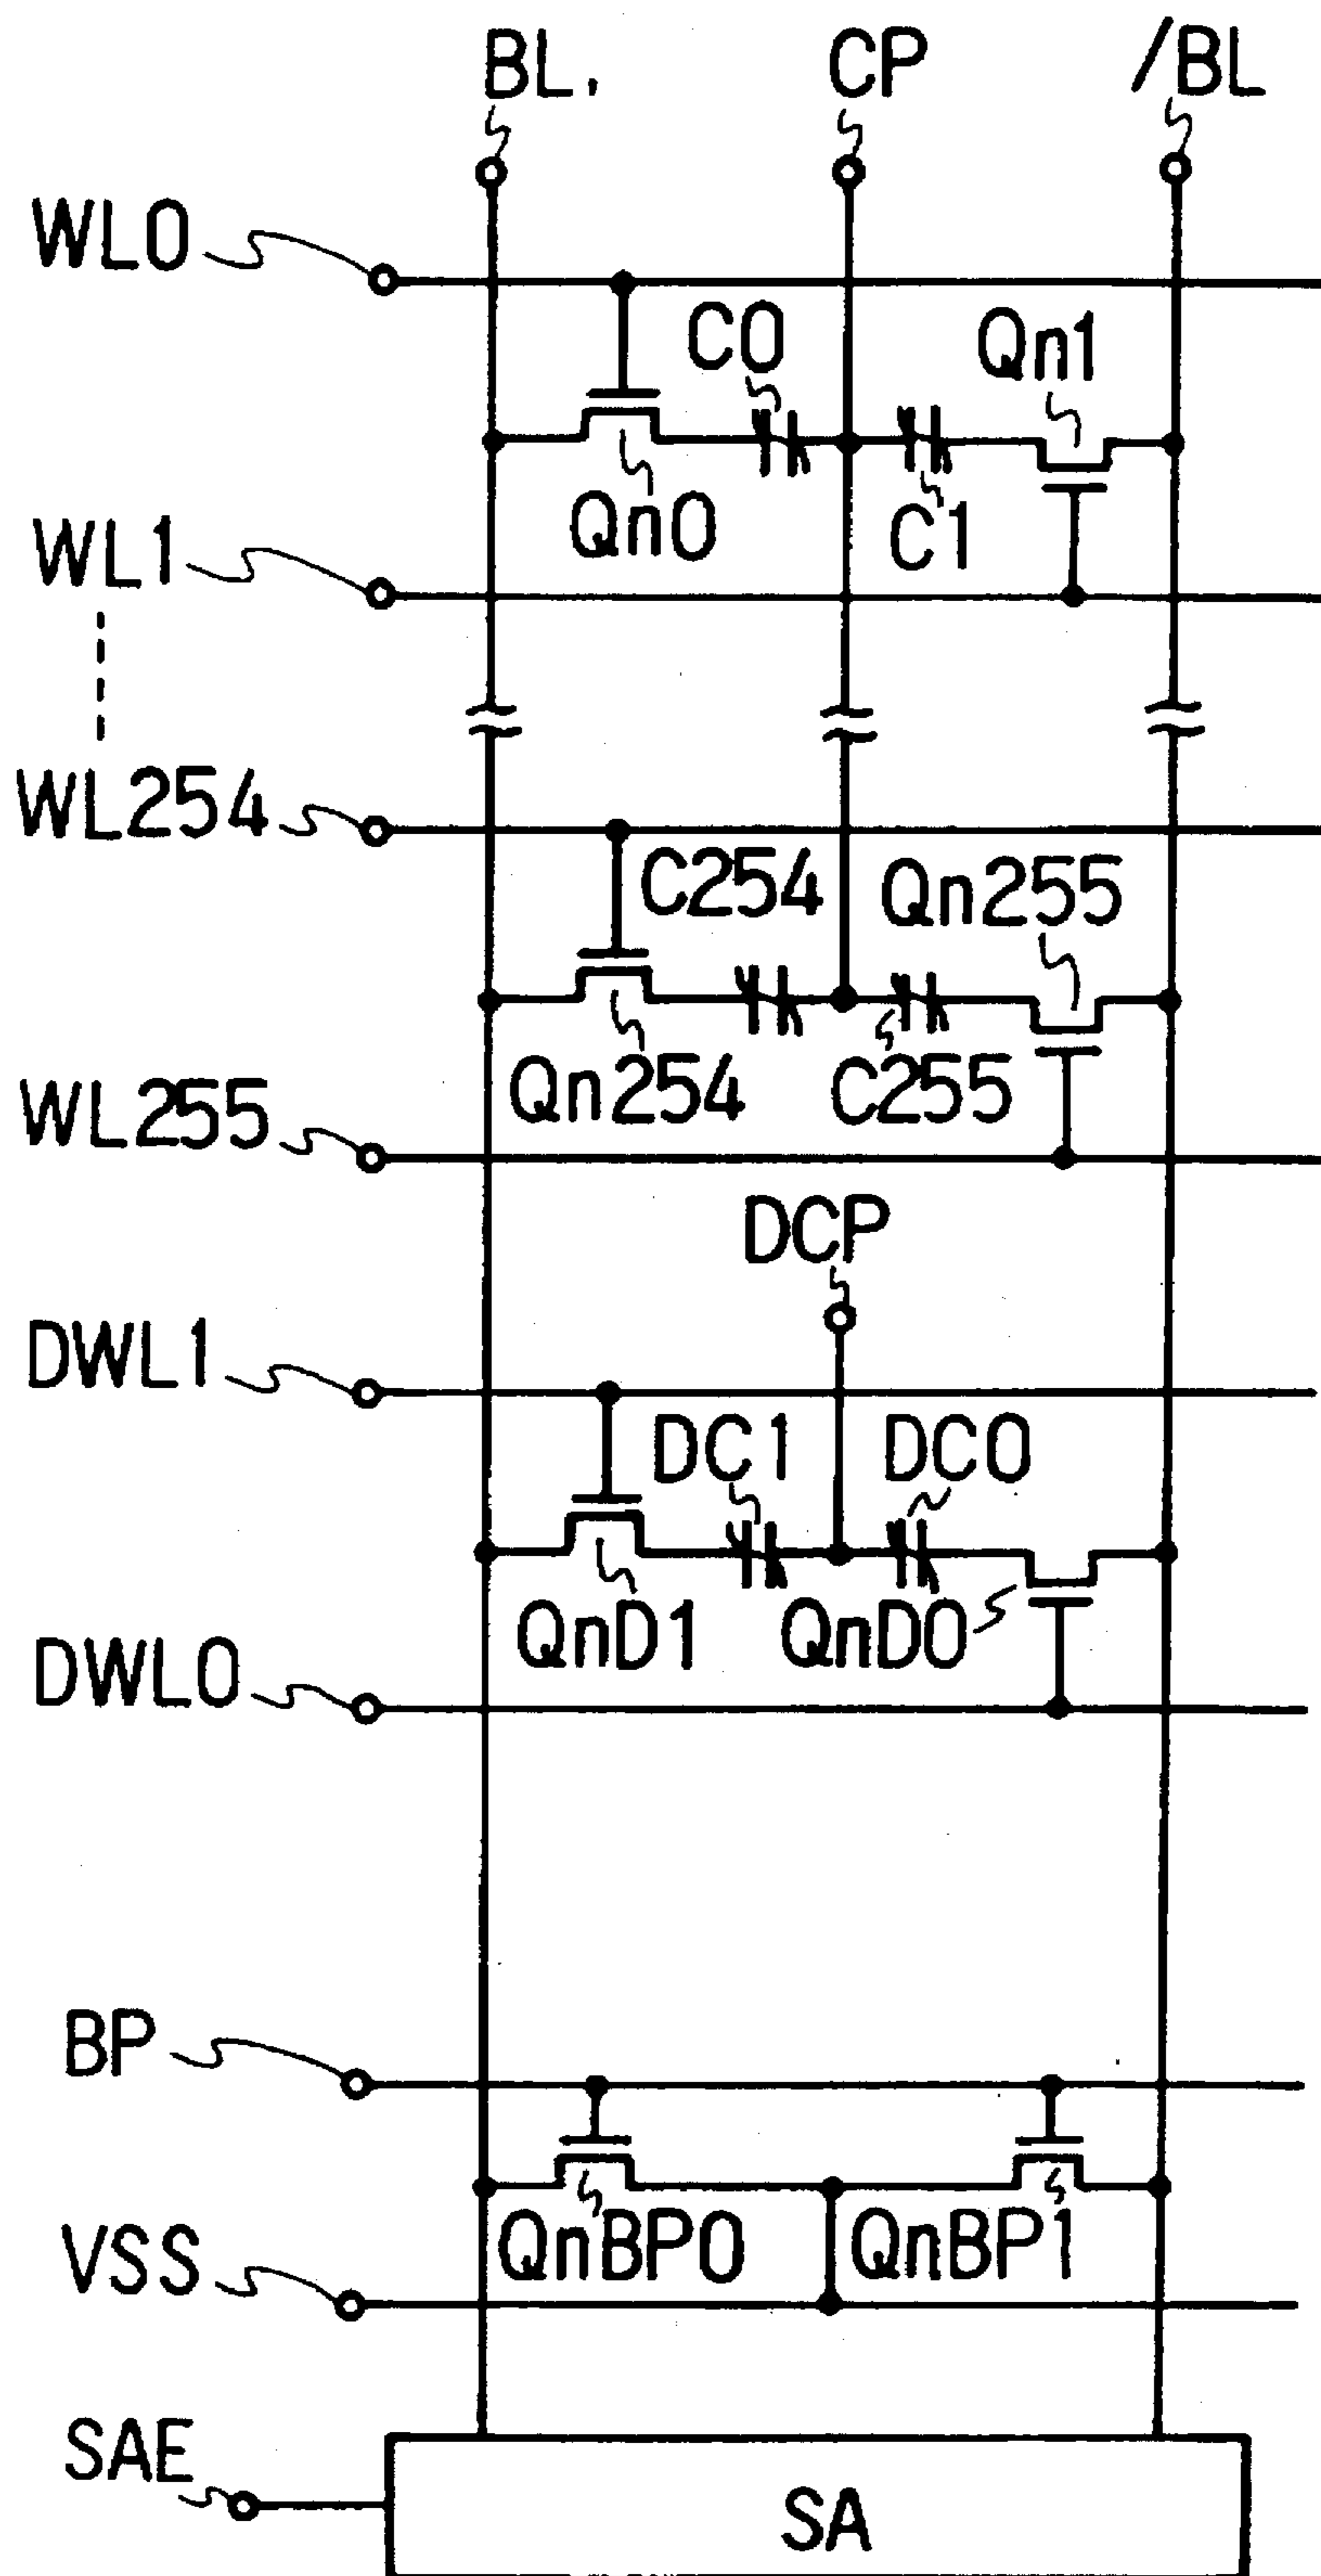 BL. CP /BL
WL0
C0 Qn1
Qn0 C1
WL1
WL254
C254 Qn255
Qn254 C255
WL255
DCP
DWL1
DC1 DC0
QnD1 QnD0
DWL0
BP
QnBP0 QnBP1
VSS
SAE
SA